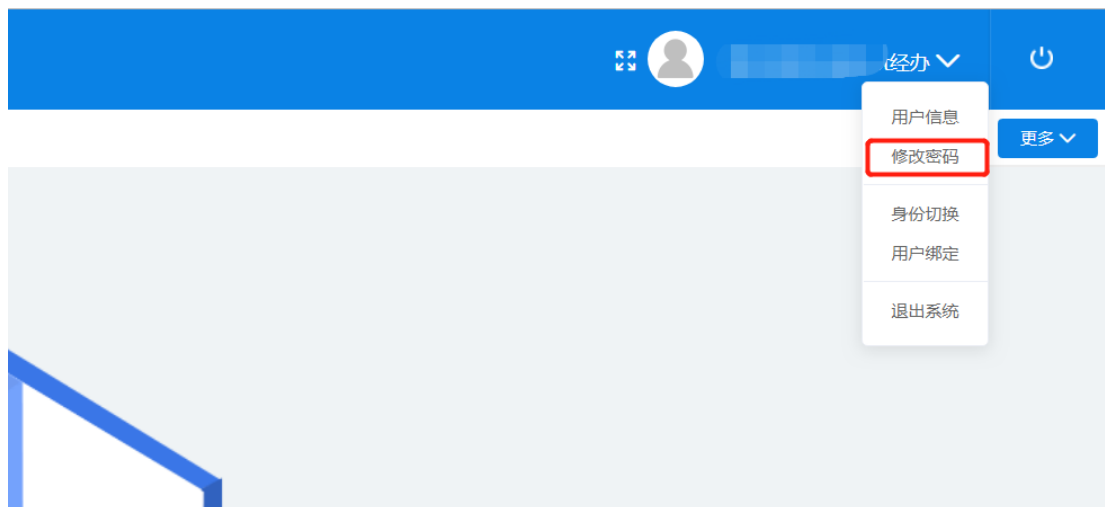 经办
用户信息
修改密码
更多
身份切换
用户绑定
退出系统